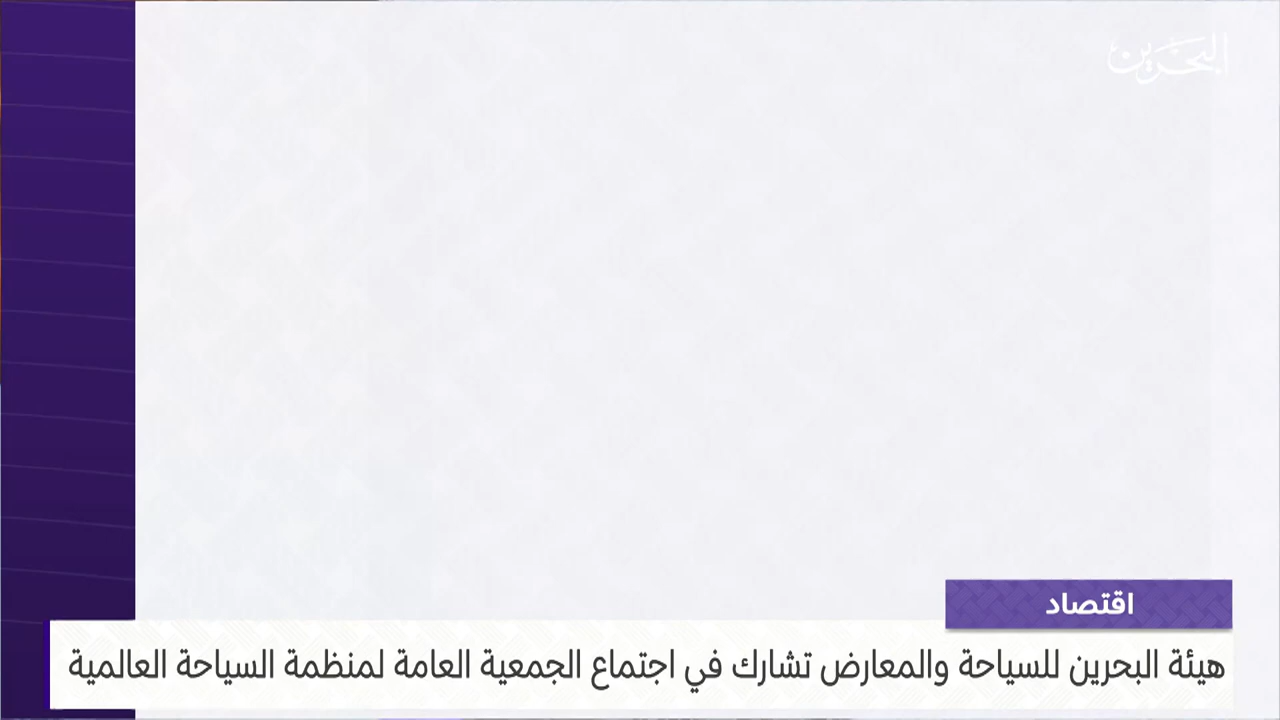 البحرين
اقتصاد
هيئة البحرين للسياحة والمعارض تشارك في اجتماع الجمعية العامة لمنظمة السياحة العالمية